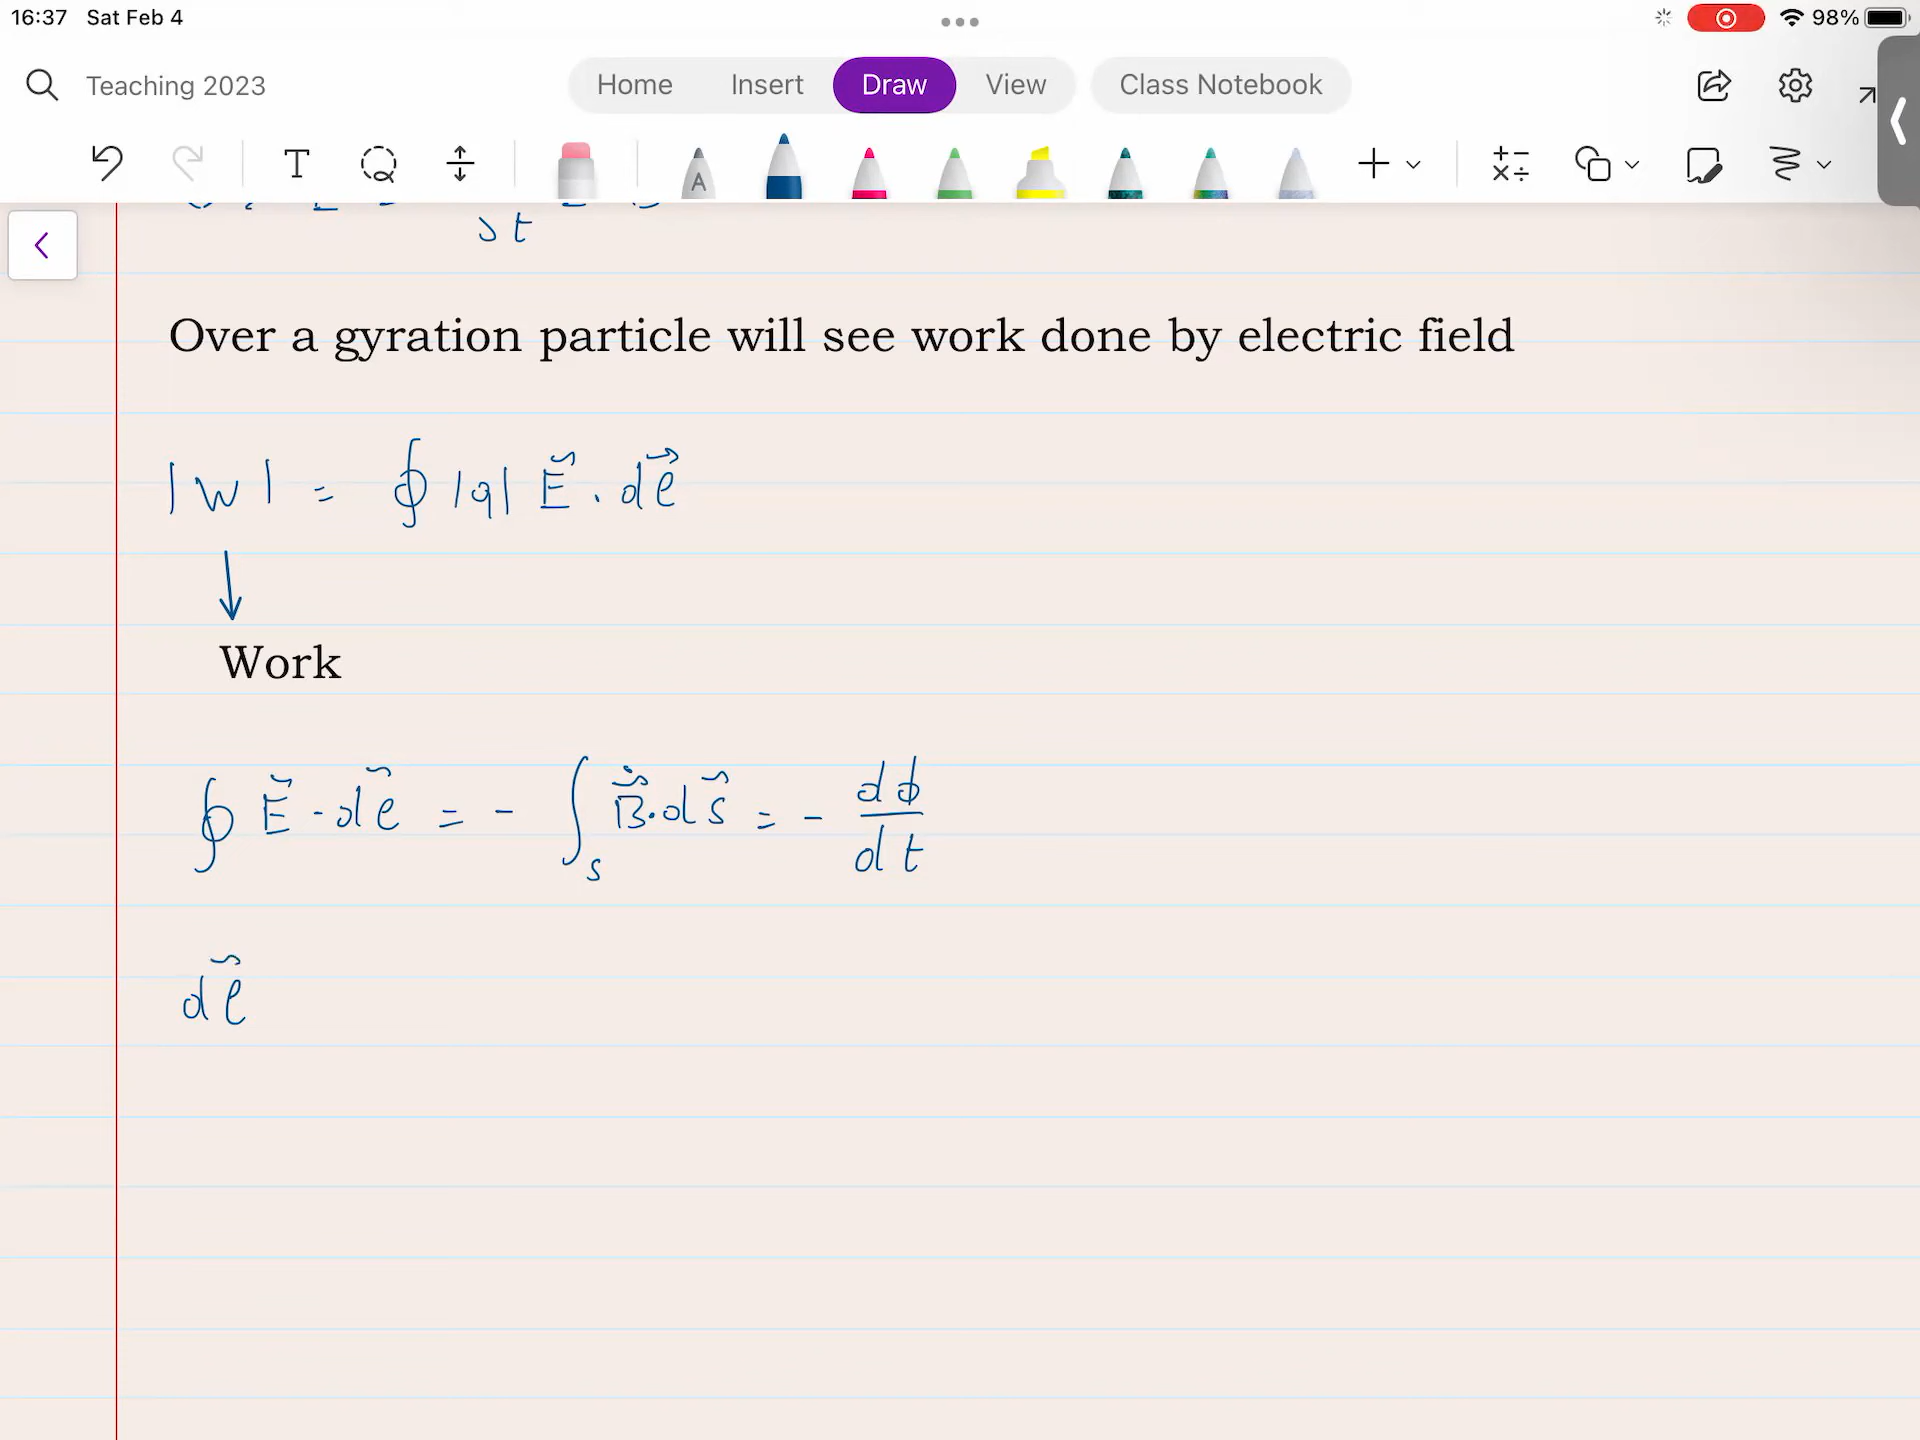 16:37 Sat Feb 4 98%
Teaching 2023 Home Insert Draw View Class Notebook
T A
∂t
Over a gyration particle will see work done by electric field
|W| = ∮ |q| E⃗ · dℓ⃗
↓
Work
∮ E⃗ · dℓ⃗ = - ∫_S Ḃ⃗ · dS⃗ = - dϕ/dt
dℓ⃗